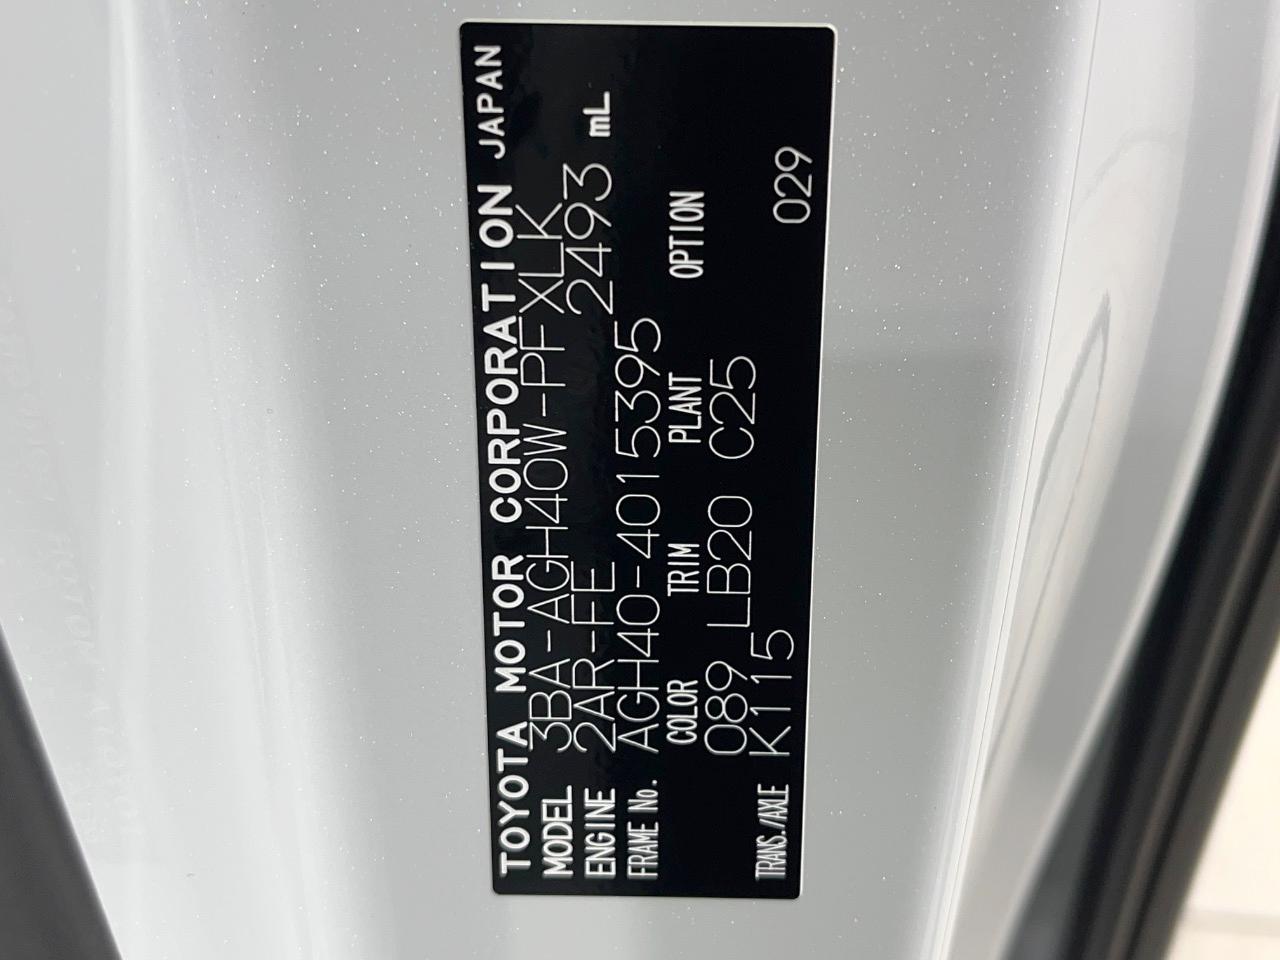 TOYOTA MOTOR CORPORATION JAPAN
MODEL 3BA-AGH40W-PFXLK
ENGINE 2AR-FE 2493 mL
FRAME No. AGH40-4015395
COLOR TRIM PLANT OPTION
089 LB20 C25
TRANS./AXLE K115 029